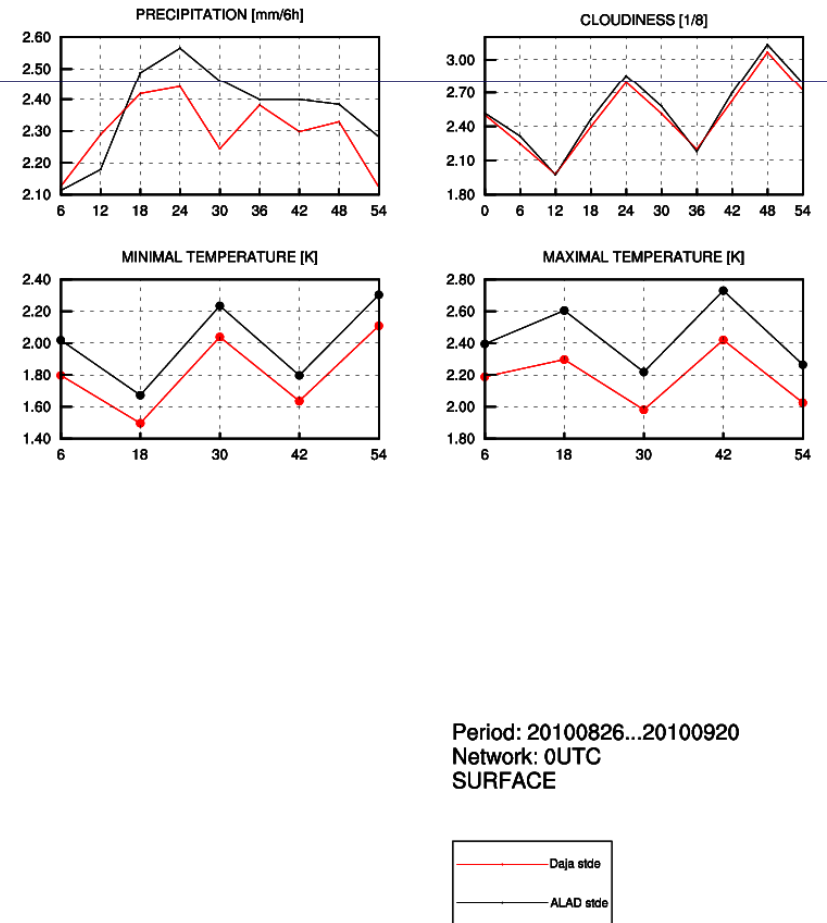 PRECIPITATION [mm/6h]
2.60
2.50
2.40
2.30
2.20
2.10
6 12 18 24 30 36 42 48 54
CLOUDINESS [1/8]
3.00
2.70
2.40
2.10
1.80
0 6 12 18 24 30 36 42 48 54
MINIMAL TEMPERATURE [K]
2.40
2.20
2.00
1.80
1.60
1.40
6 18 30 42 54
MAXIMAL TEMPERATURE [K]
2.80
2.60
2.40
2.20
2.00
1.80
6 18 30 42 54
Period: 20100826...20100920
Network: 0UTC
SURFACE
Daja stde
ALAD stde